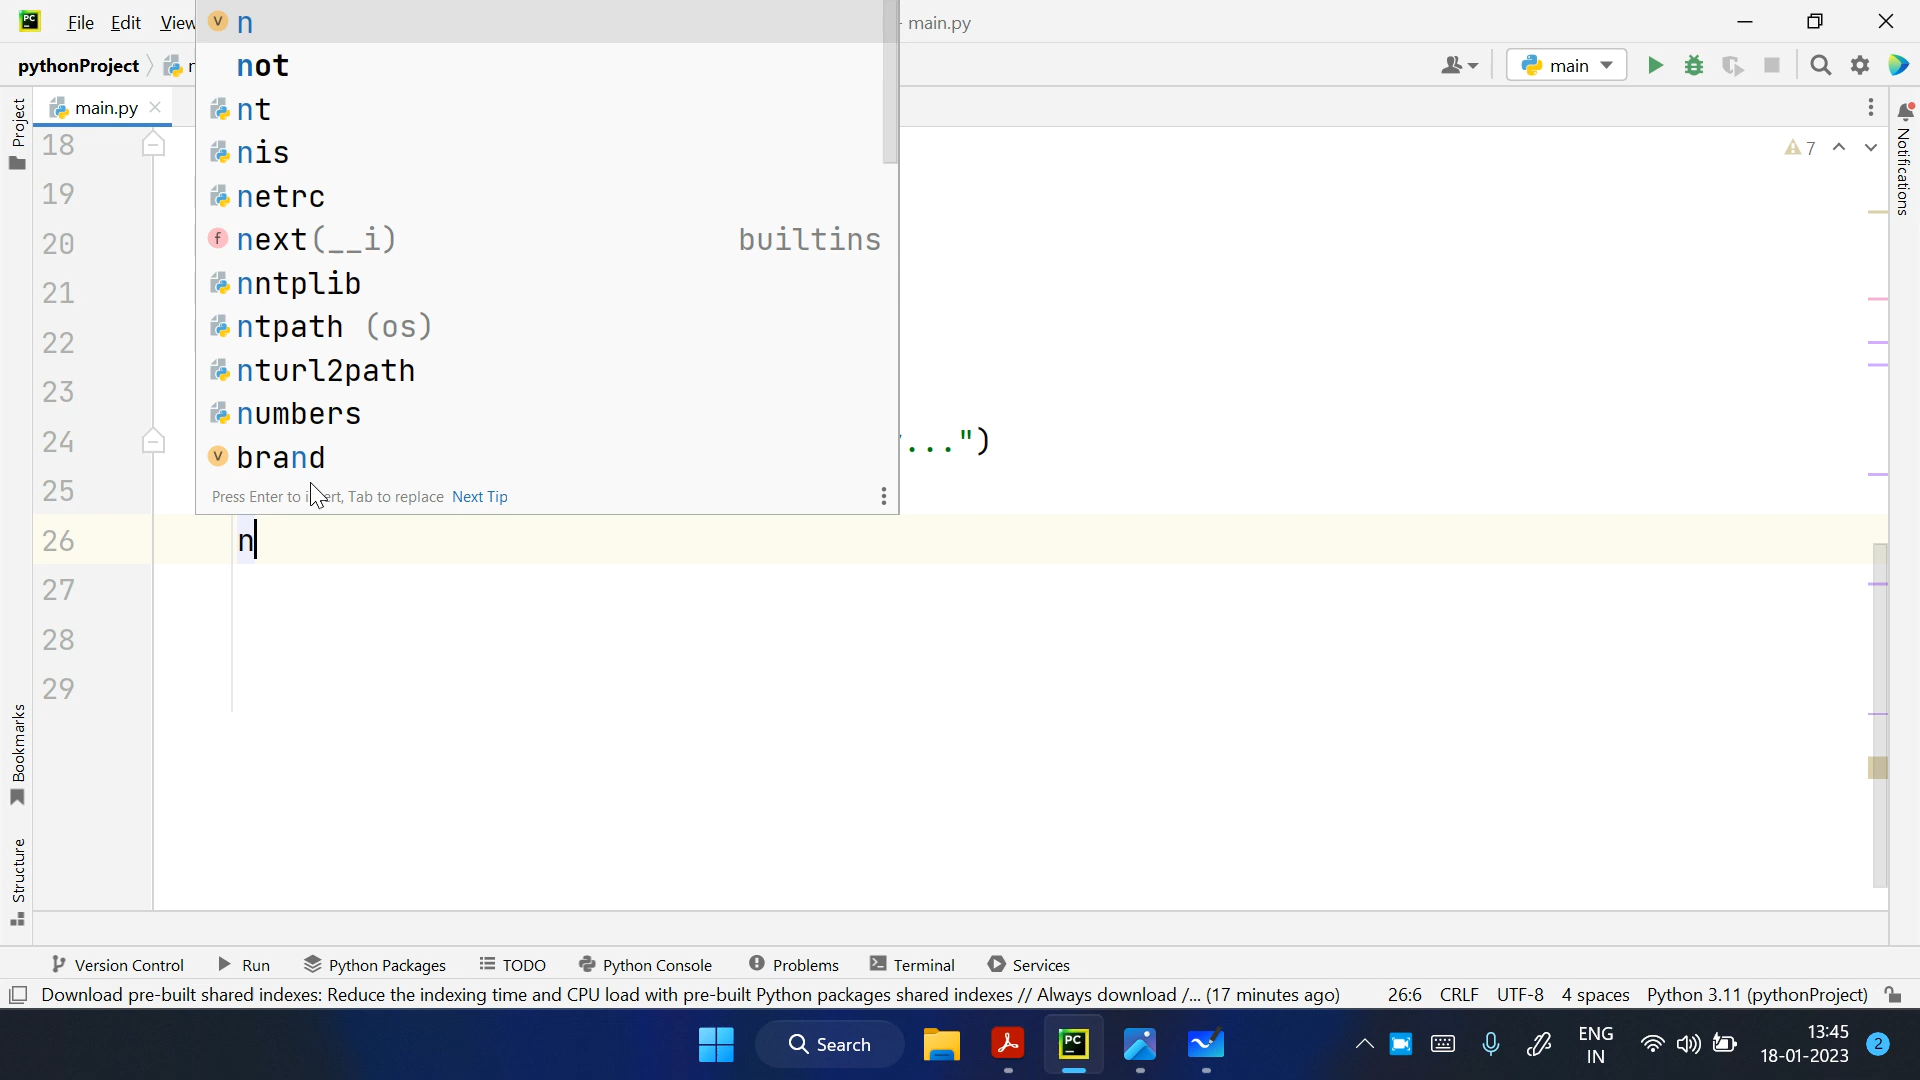 PC File Edit View - main.py
pythonProject main
main.py
n
not
nt
nis
netrc
next(__i) builtins
nntplib
ntpath (os)
nturl2path
numbers
brand
Press Enter to insert, Tab to replace Next Tip
7
18
19
20
21
22
23
24 ...")
25
26 n
27
28
29
Project
Bookmarks
Structure
Notifications
Version Control Run Python Packages TODO Python Console Problems Terminal Services
Download pre-built shared indexes: Reduce the indexing time and CPU load with pre-built Python packages shared indexes // Always download /... (17 minutes ago) 26:6 CRLF UTF-8 4 spaces Python 3.11 (pythonProject)
Search PC ENG IN 13:45 18-01-2023 2